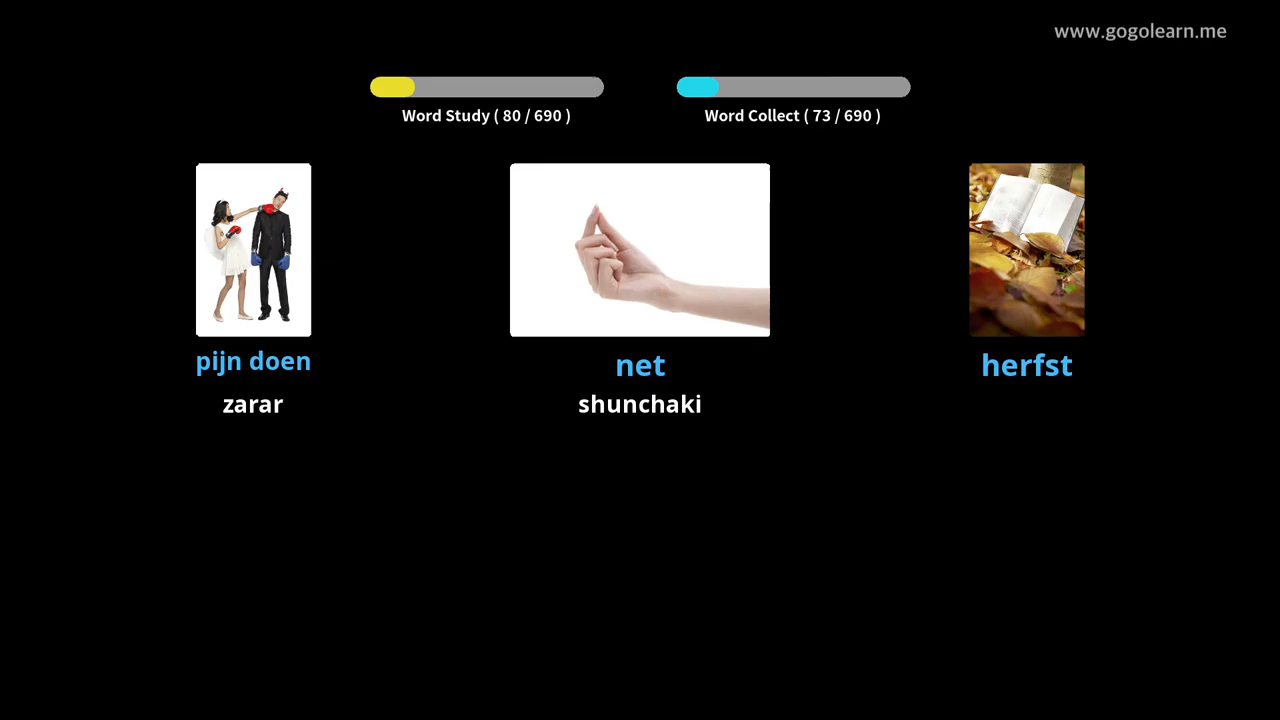 www.gogolearn.me
Word Study ( 80 / 690 )
Word Collect ( 73 / 690 )
pijn doen
zarar
net
shunchaki
herfst